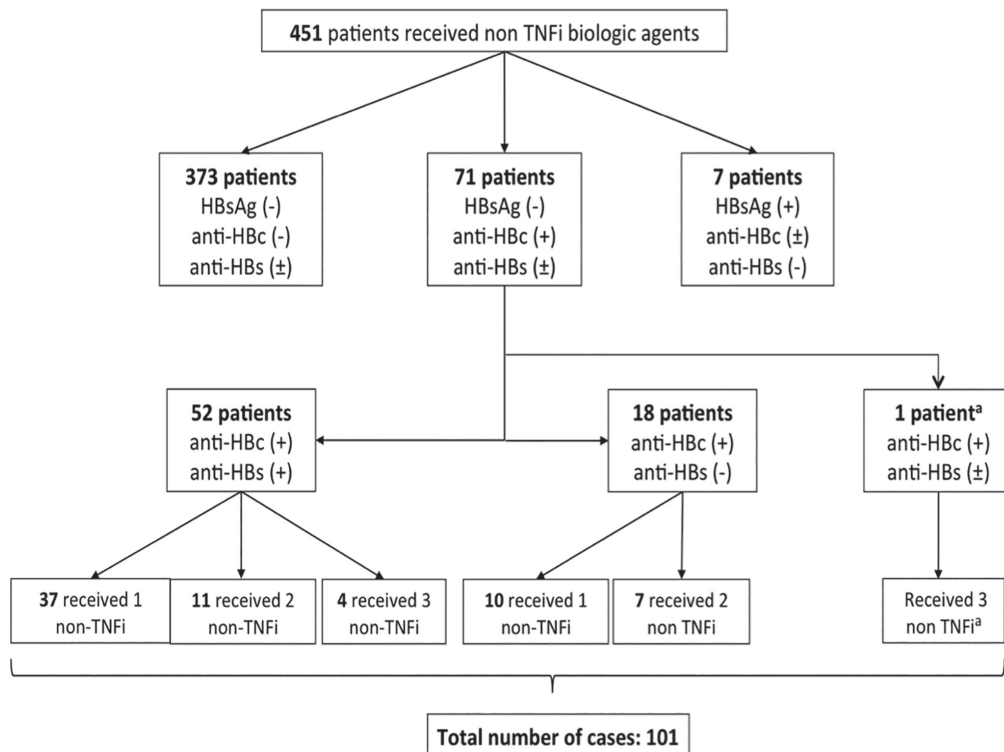 451 patients received non TNFi biologic agents
373 patients
HBsAg (-)
anti-HBc (-)
anti-HBs (±)
71 patients
HBsAg (-)
anti-HBc (+)
anti-HBs (±)
7 patients
HBsAg (+)
anti-HBc (±)
anti-HBs (-)
52 patients
anti-HBc (+)
anti-HBs (+)
18 patients
anti-HBc (+)
anti-HBs (-)
1 patientᵃ
anti-HBc (+)
anti-HBs (±)
37 received 1
non-TNFi
11 received 2
non-TNFi
4 received 3
non-TNFi
10 received 1
non-TNFi
7 received 2
non TNFi
Received 3
non TNFiᵃ
Total number of cases: 101